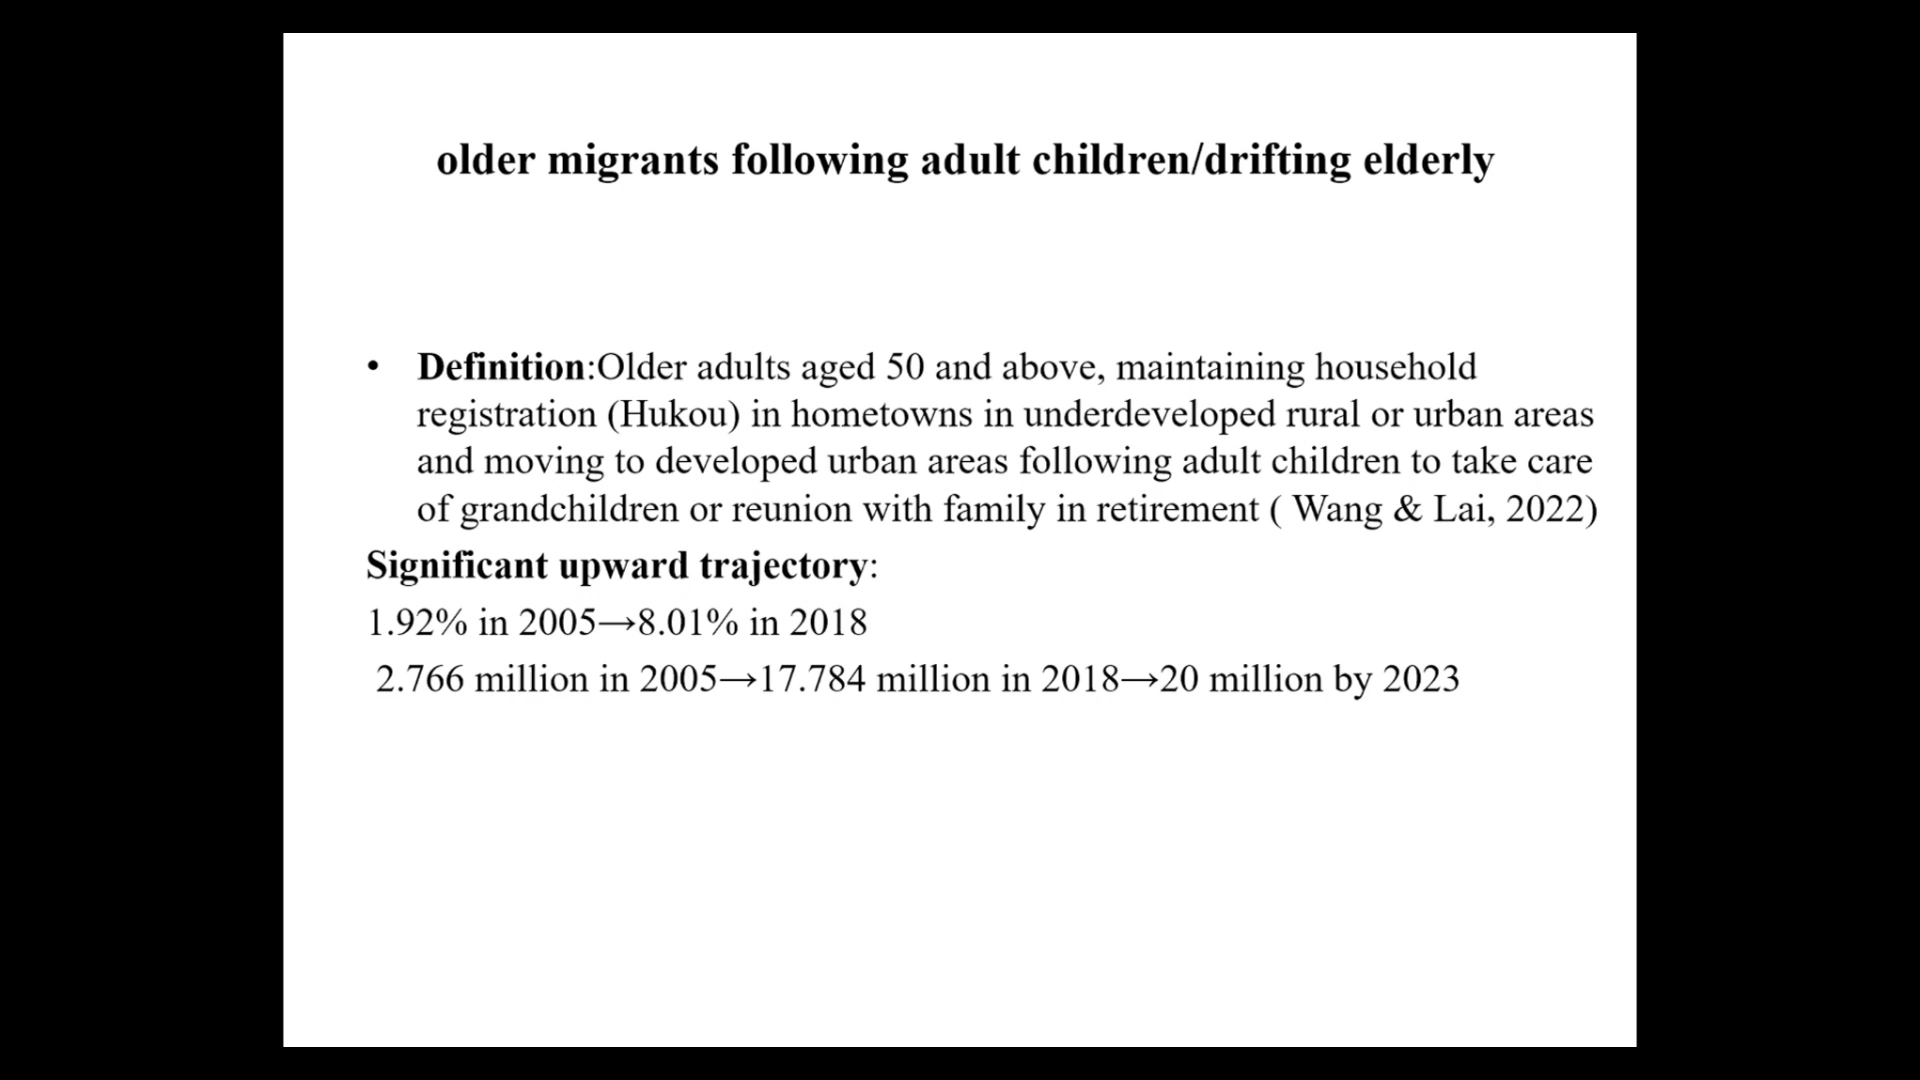 older migrants following adult children/drifting elderly
• Definition:Older adults aged 50 and above, maintaining household
registration (Hukou) in hometowns in underdeveloped rural or urban areas
and moving to developed urban areas following adult children to take care
of grandchildren or reunion with family in retirement ( Wang & Lai, 2022)
Significant upward trajectory:
1.92% in 2005→8.01% in 2018
2.766 million in 2005→17.784 million in 2018→20 million by 2023